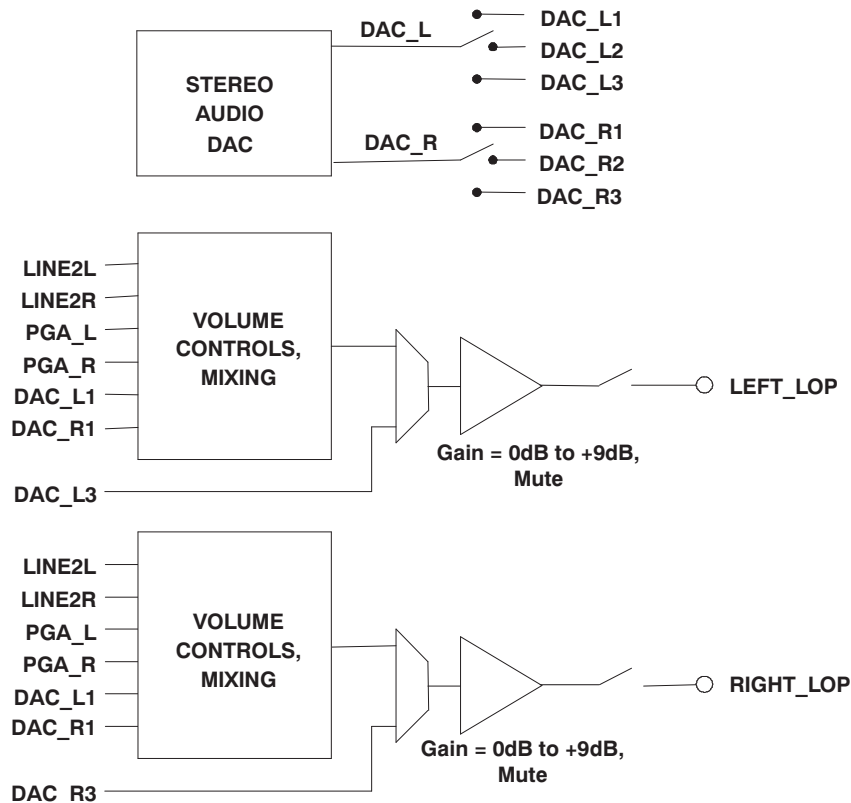 DAC_L
DAC_L1
DAC_L2
DAC_L3
STEREO
AUDIO
DAC
DAC_R
DAC_R1
DAC_R2
DAC_R3
LINE2L
LINE2R
PGA_L
PGA_R
DAC_L1
DAC_R1
VOLUME
CONTROLS,
MIXING
LEFT_LOP
Gain = 0dB to +9dB,
Mute
DAC_L3
LINE2L
LINE2R
PGA_L
PGA_R
DAC_L1
DAC_R1
VOLUME
CONTROLS,
MIXING
RIGHT_LOP
Gain = 0dB to +9dB,
Mute
DAC_R3